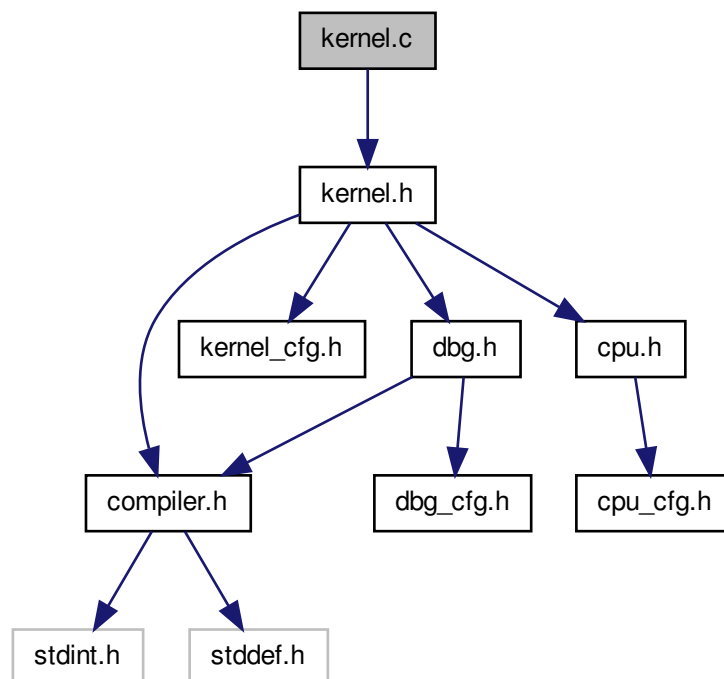 kernel.c
kernel.h
kernel_cfg.h
dbg.h
cpu.h
compiler.h
dbg_cfg.h
cpu_cfg.h
stdint.h
stddef.h